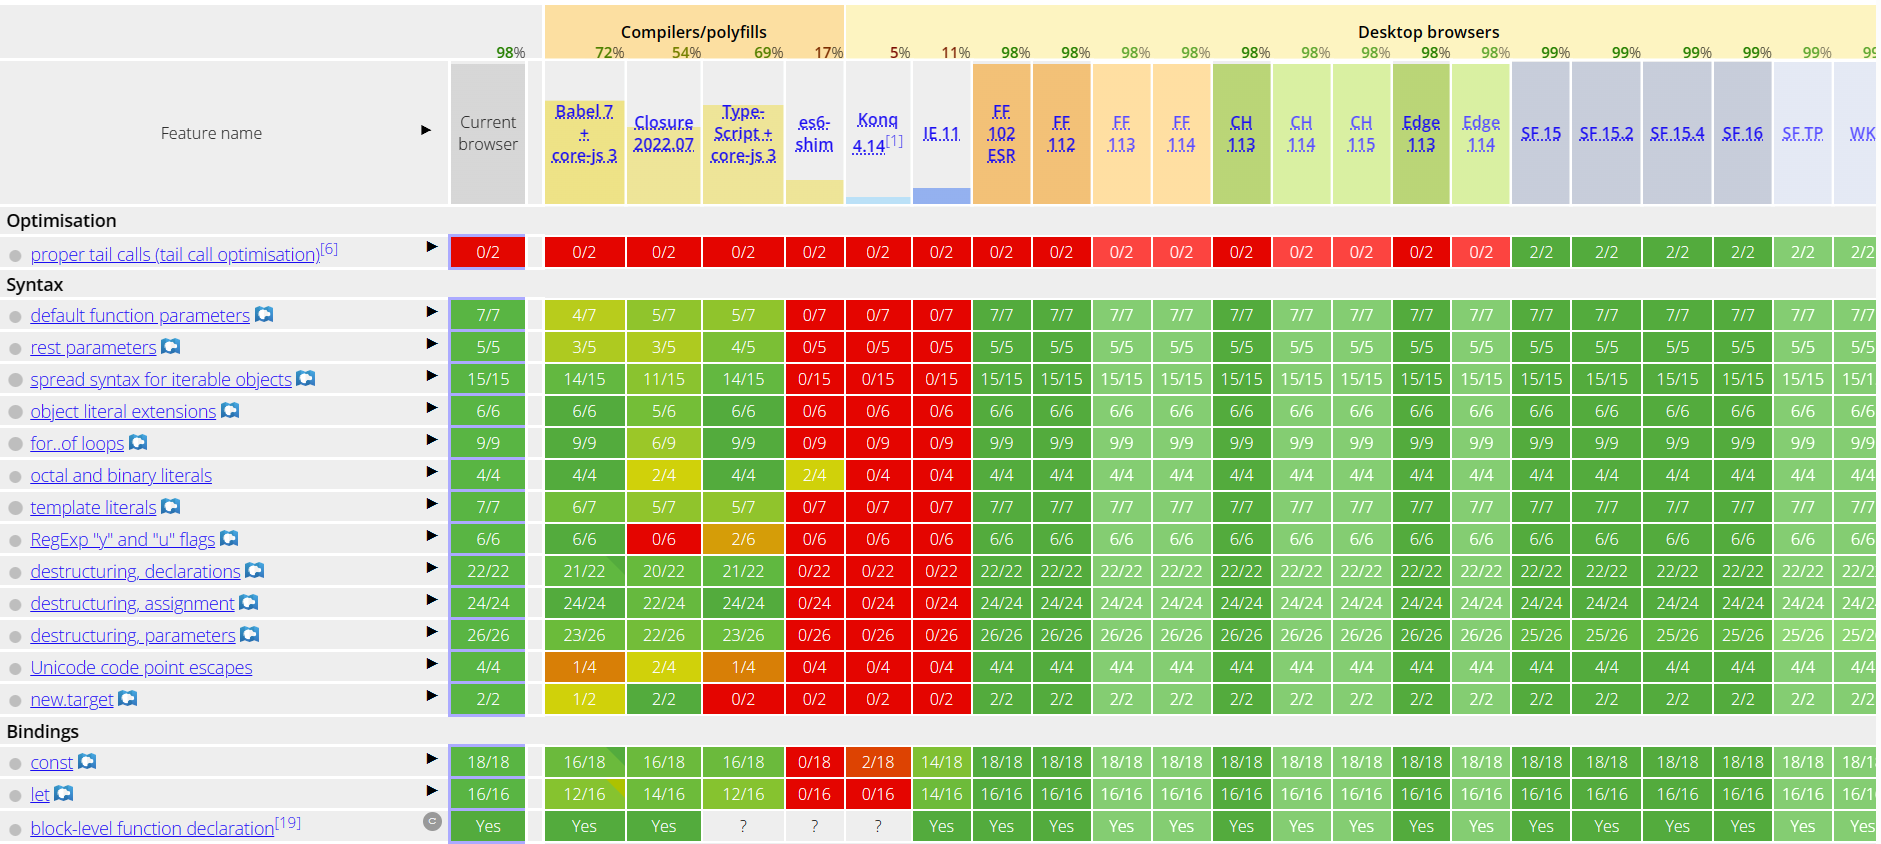 Compilers/polyfills Desktop browsers
98% 72% 54% 69% 17% 5% 11% 98% 98% 98% 98% 98% 98% 98% 98% 98% 99% 99% 99% 99% 99% 99
Feature name ▶ Current browser Babel 7 + core-js 3 Closure 2022.07 Type-Script + core-js 3 es6-shim Konq 4.14[1] IE 11 FF 102 ESR FF 112 FF 113 FF 114 CH 113 CH 114 CH 115 Edge 113 Edge 114 SF 15 SF 15.2 SF 15.4 SF 16 SF TP WK
Optimisation
proper tail calls (tail call optimisation)[6] ▶ 0/2 0/2 0/2 0/2 0/2 0/2 0/2 0/2 0/2 0/2 0/2 0/2 0/2 0/2 0/2 0/2 2/2 2/2 2/2 2/2 2/2 2/2
Syntax
default function parameters ▶ 7/7 4/7 5/7 5/7 0/7 0/7 0/7 7/7 7/7 7/7 7/7 7/7 7/7 7/7 7/7 7/7 7/7 7/7 7/7 7/7 7/7 7/7
rest parameters ▶ 5/5 3/5 3/5 4/5 0/5 0/5 0/5 5/5 5/5 5/5 5/5 5/5 5/5 5/5 5/5 5/5 5/5 5/5 5/5 5/5 5/5 5/5
spread syntax for iterable objects ▶ 15/15 14/15 11/15 14/15 0/15 0/15 0/15 15/15 15/15 15/15 15/15 15/15 15/15 15/15 15/15 15/15 15/15 15/15 15/15 15/15 15/15 15/1
object literal extensions ▶ 6/6 6/6 5/6 6/6 0/6 0/6 0/6 6/6 6/6 6/6 6/6 6/6 6/6 6/6 6/6 6/6 6/6 6/6 6/6 6/6 6/6 6/6
for..of loops ▶ 9/9 9/9 6/9 9/9 0/9 0/9 0/9 9/9 9/9 9/9 9/9 9/9 9/9 9/9 9/9 9/9 9/9 9/9 9/9 9/9 9/9 9/9
octal and binary literals ▶ 4/4 4/4 2/4 4/4 2/4 0/4 0/4 4/4 4/4 4/4 4/4 4/4 4/4 4/4 4/4 4/4 4/4 4/4 4/4 4/4 4/4 4/4
template literals ▶ 7/7 6/7 5/7 5/7 0/7 0/7 0/7 7/7 7/7 7/7 7/7 7/7 7/7 7/7 7/7 7/7 7/7 7/7 7/7 7/7 7/7 7/7
RegExp "y" and "u" flags ▶ 6/6 6/6 0/6 2/6 0/6 0/6 0/6 6/6 6/6 6/6 6/6 6/6 6/6 6/6 6/6 6/6 6/6 6/6 6/6 6/6 6/6 6/6
destructuring, declarations ▶ 22/22 21/22 20/22 21/22 0/22 0/22 0/22 22/22 22/22 22/22 22/22 22/22 22/22 22/22 22/22 22/22 22/22 22/22 22/22 22/22 22/22 22/2
destructuring, assignment ▶ 24/24 24/24 22/24 24/24 0/24 0/24 0/24 24/24 24/24 24/24 24/24 24/24 24/24 24/24 24/24 24/24 24/24 24/24 24/24 24/24 24/24 24/2
destructuring, parameters ▶ 26/26 23/26 22/26 23/26 0/26 0/26 0/26 26/26 26/26 26/26 26/26 26/26 26/26 26/26 26/26 26/26 25/26 25/26 25/26 25/26 25/26 25/2
Unicode code point escapes ▶ 4/4 1/4 2/4 1/4 0/4 0/4 0/4 4/4 4/4 4/4 4/4 4/4 4/4 4/4 4/4 4/4 4/4 4/4 4/4 4/4 4/4 4/4
new.target ▶ 2/2 1/2 2/2 0/2 0/2 0/2 0/2 2/2 2/2 2/2 2/2 2/2 2/2 2/2 2/2 2/2 2/2 2/2 2/2 2/2 2/2 2/2
Bindings
const ▶ 18/18 16/18 16/18 16/18 0/18 2/18 14/18 18/18 18/18 18/18 18/18 18/18 18/18 18/18 18/18 18/18 18/18 18/18 18/18 18/18 18/18 18/1
let ▶ 16/16 12/16 14/16 12/16 0/16 0/16 14/16 16/16 16/16 16/16 16/16 16/16 16/16 16/16 16/16 16/16 16/16 16/16 16/16 16/16 16/16 16/1
block-level function declaration[19] C Yes Yes Yes ? ? ? Yes Yes Yes Yes Yes Yes Yes Yes Yes Yes Yes Yes Yes Yes Yes Yes